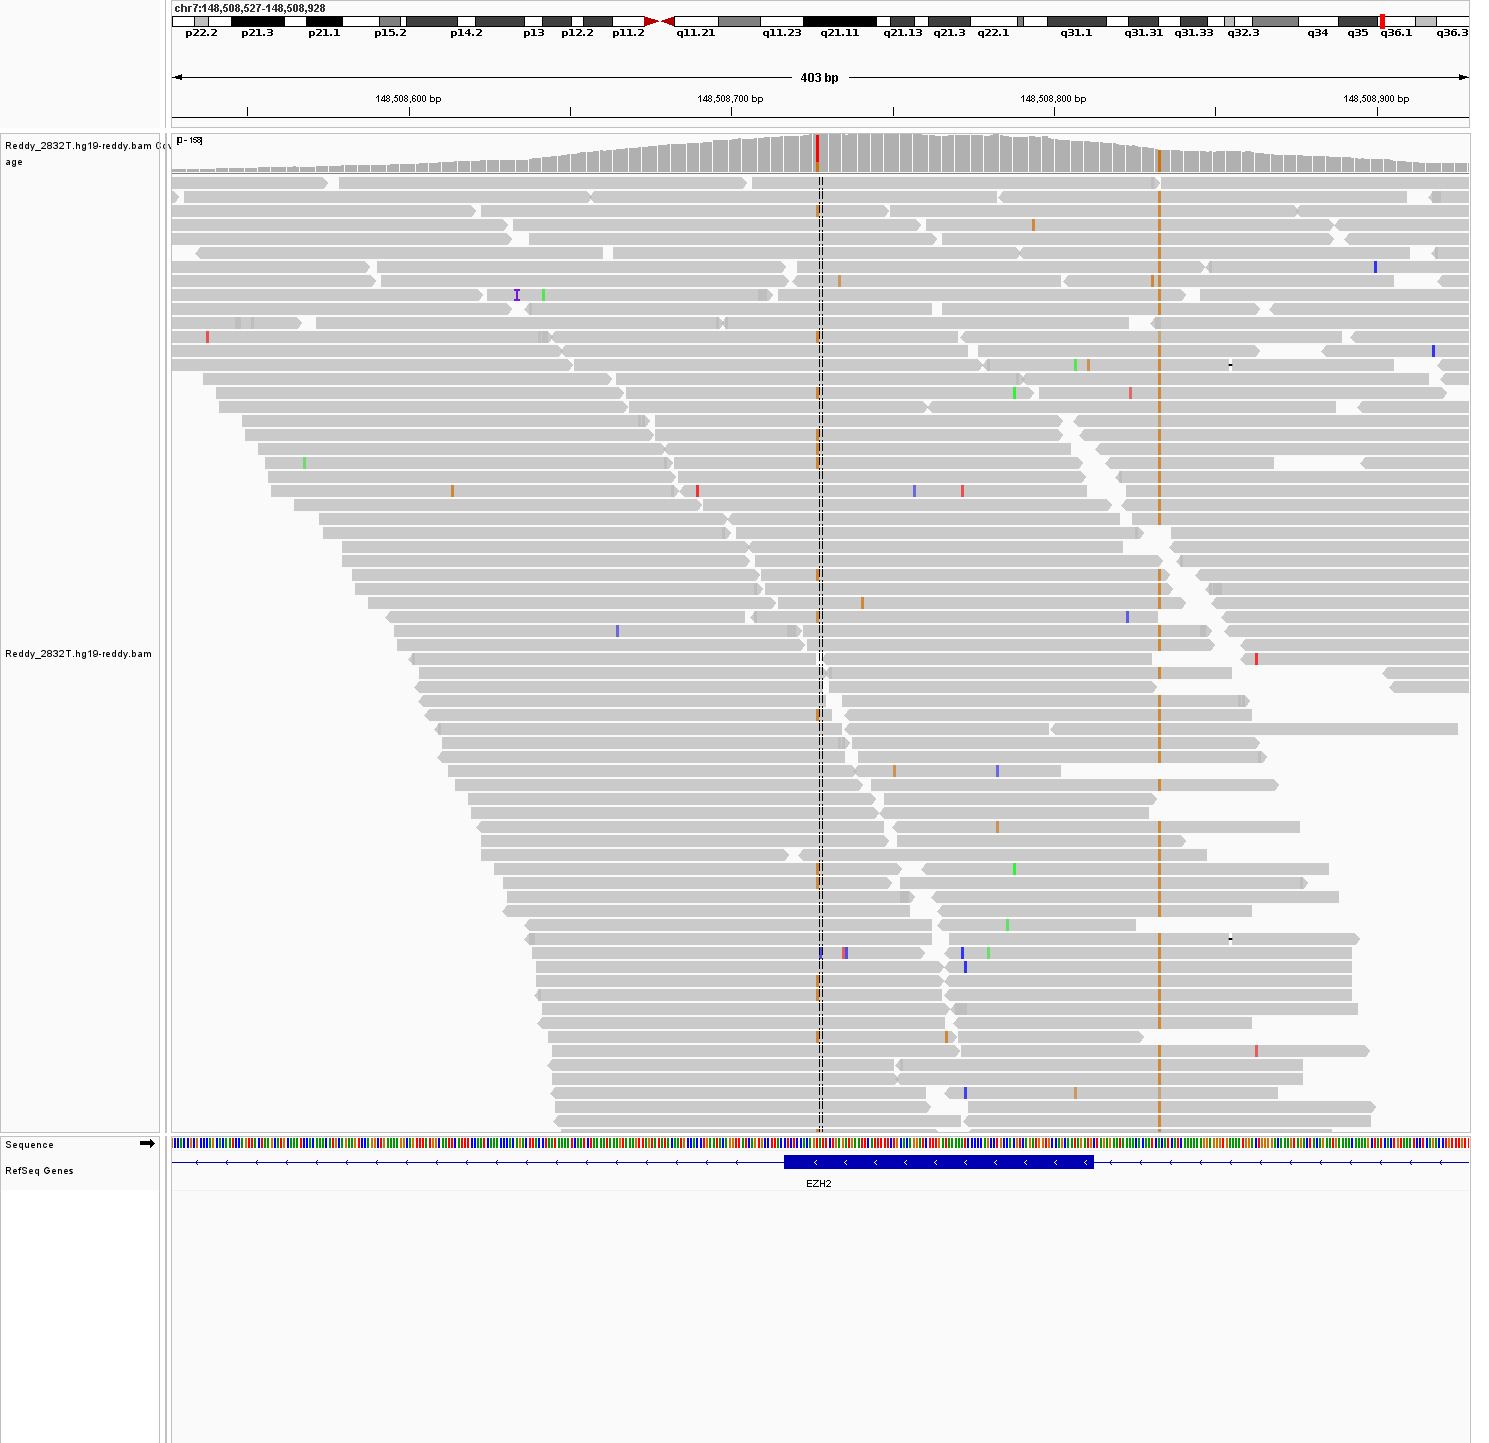 chr7:148,508,527-148,508,928
p22.2 p21.3 p21.1 p15.2 p14.2 p13 p12.2 p11.2 q11.21 q11.23 q21.11 q21.13 q21.3 q22.1 q31.1 q31.31 q31.33 q32.3 q34 q35 q36.1 q36.3
403 bp
148,508,600 bp 148,508,700 bp 148,508,800 bp 148,508,900 bp
[0 - 158]
Reddy_2832T.hg19-reddy.bam Cov
age
Reddy_2832T.hg19-reddy.bam
Sequence
RefSeq Genes
EZH2